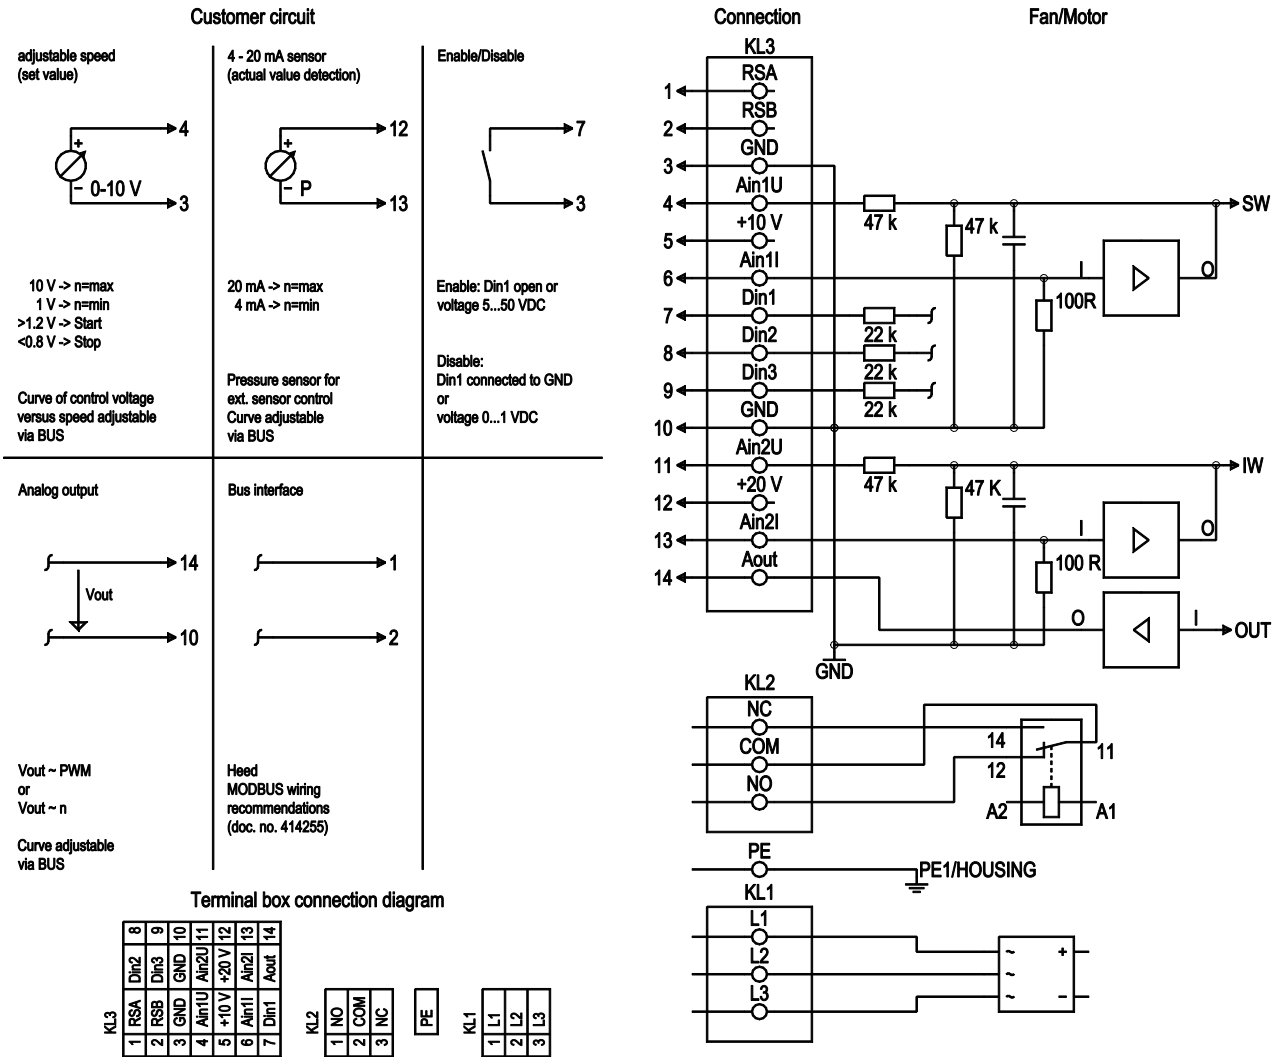 Customer circuit
adjustable speed
(set value)
4
+
− 0-10 V
3
10 V -> n=max
1 V -> n=min
>1.2 V -> Start
<0.8 V -> Stop
Curve of control voltage
versus speed adjustable
via BUS
4 - 20 mA sensor
(actual value detection)
12
+
− P
13
20 mA -> n=max
4 mA -> n=min
Pressure sensor for
ext. sensor control
Curve adjustable
via BUS
Enable/Disable
7
3
Enable: Din1 open or
voltage 5...50 VDC
Disable:
Din1 connected to GND
or
voltage 0...1 VDC
Analog output
14
Vout
10
Vout ~ PWM
or
Vout ~ n
Curve adjustable
via BUS
Bus interface
1
2
Heed
MODBUS wiring
recommendations
(doc. no. 414255)
Connection
Fan/Motor
KL3
1 RSA
2 RSB
3 GND
4 Ain1U 47 k SW
5 +10 V 47 k
6 Ain1I I O
100R
7 Din1 22 k
8 Din2 22 k
9 Din3 22 k
10 GND
11 Ain2U 47 k IW
12 +20 V 47 K
13 Ain2I I O
100 R
14 Aout
O I OUT
GND
KL2
NC
COM
NO
14
11
12
A2 A1
PE
PE1/HOUSING
KL1
L1
L2
L3
~ +
~
~ −
Terminal box connection diagram
KL3
1 RSA Din2 8
2 RSB Din3 9
3 GND GND 10
4 Ain1U Ain2U 11
5 +10 V +20 V 12
6 Ain1I Ain2I 13
7 Din1 Aout 14
KL2
1 NO
2 COM
3 NC
PE
KL1
1 L1
2 L2
3 L3